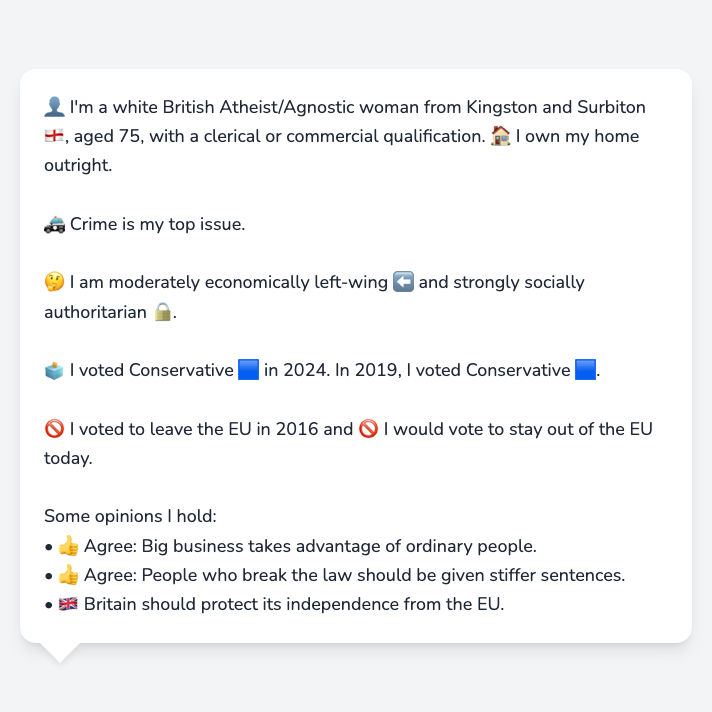 👤 I'm a white British Atheist/Agnostic woman from Kingston and Surbiton
🏴󠁧󠁢󠁥󠁮󠁧󠁿, aged 75, with a clerical or commercial qualification. 🏠 I own my home
outright.
🚓 Crime is my top issue.
🤔 I am moderately economically left-wing ⬅️ and strongly socially
authoritarian 🔒.
🗳️ I voted Conservative 🟦 in 2024. In 2019, I voted Conservative 🟦.
🚫 I voted to leave the EU in 2016 and 🚫 I would vote to stay out of the EU
today.
Some opinions I hold:
• 👍 Agree: Big business takes advantage of ordinary people.
• 👍 Agree: People who break the law should be given stiffer sentences.
• 🇬🇧 Britain should protect its independence from the EU.